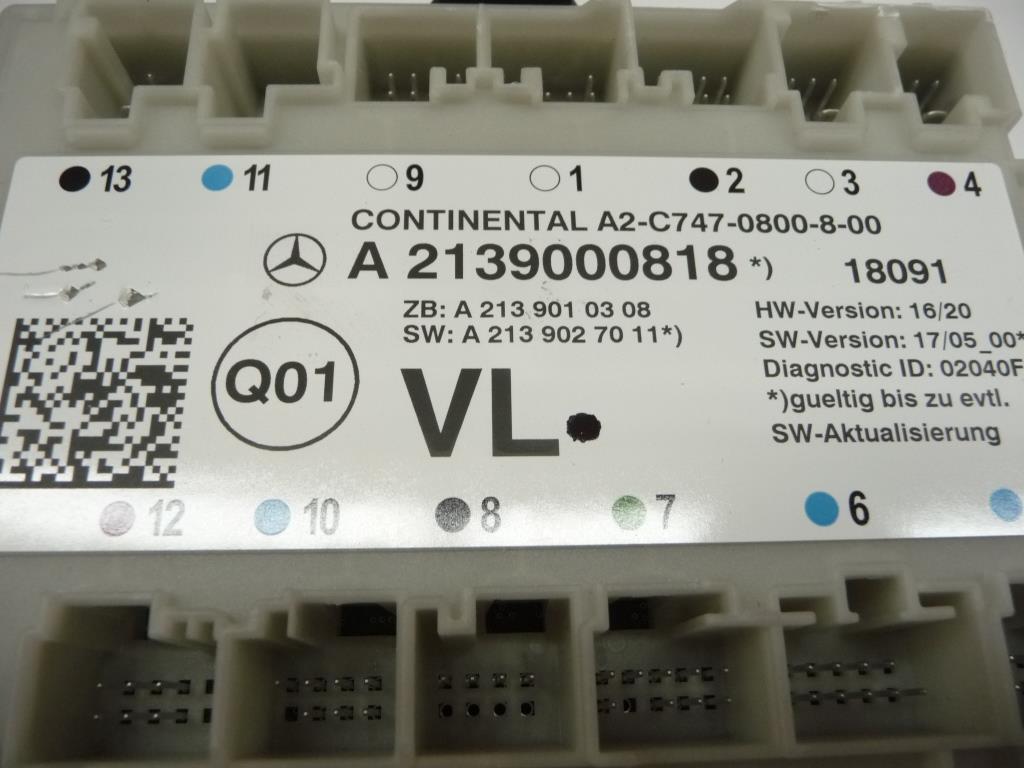 13 11 9 1 2 3 4
CONTINENTAL A2-C747-0800-8-00
A 2139000818 *) 18091
ZB: A 213 901 03 08
SW: A 213 902 70 11*)
HW-Version: 16/20
SW-Version: 17/05_00*
Diagnostic ID: 02040F
*)gueltig bis zu evtl.
SW-Aktualisierung
Q01
VL
12 10 8 7 6